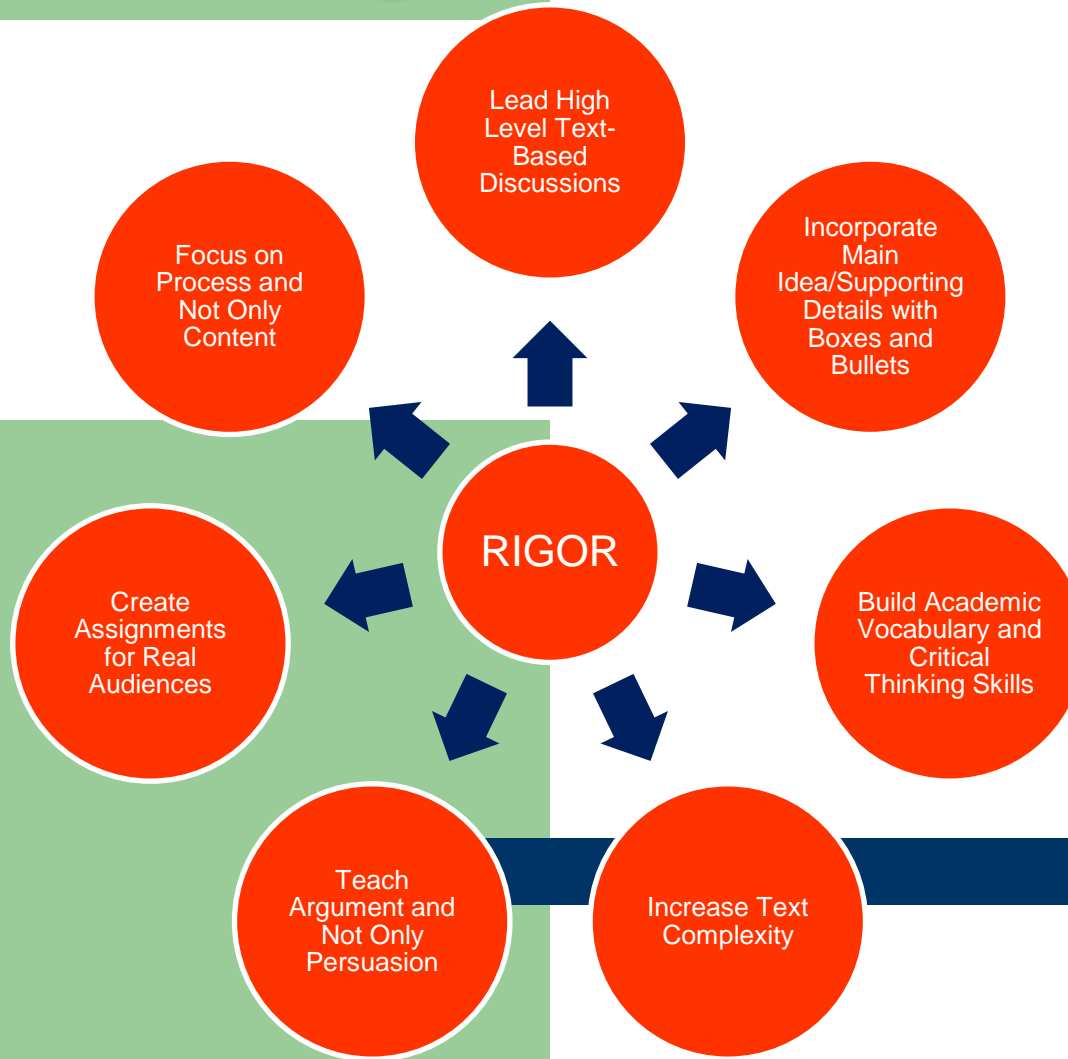 Lead High
Level Text-
Based
Discussions
Incorporate
Main
Idea/Supporting
Details with
Boxes and
Bullets
Build Academic
Vocabulary and
Critical
Thinking Skills
Increase Text
Complexity
Teach
Argument and
Not Only
Persuasion
Create
Assignments
for Real
Audiences
Focus on
Process and
Not Only
Content
RIGOR